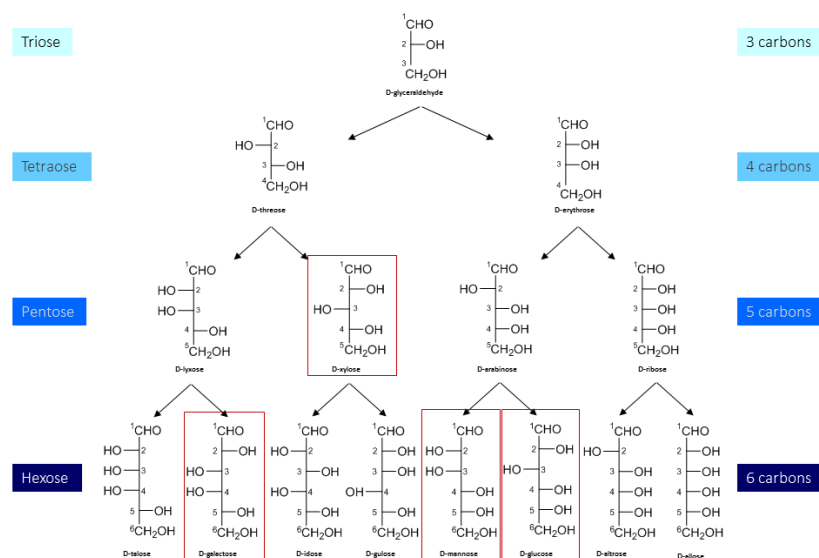 Triose
¹CHO
2 OH
3
CH₂OH
D-glyceraldehyde
3 carbons
Tetraose
¹CHO
HO 2
3 OH
4
CH₂OH
D-threose
¹CHO
2 OH
3 OH
4
CH₂OH
D-erythrose
4 carbons
Pentose
¹CHO
HO 2
HO 3
4 OH
⁵CH₂OH
D-lyxose
¹CHO
2 OH
HO 3
4 OH
⁵CH₂OH
D-xylose
¹CHO
HO 2
3 OH
4 OH
⁵CH₂OH
D-arabinose
¹CHO
2 OH
3 OH
4 OH
⁵CH₂OH
D-ribose
5 carbons
Hexose
¹CHO
HO 2
HO 3
HO 4
5 OH
⁶CH₂OH
D-talose
¹CHO
2 OH
HO 3
HO 4
5 OH
⁶CH₂OH
D-galactose
¹CHO
HO 2
3 OH
HO 4
5 OH
⁶CH₂OH
D-idose
¹CHO
2 OH
3 OH
OH 4
5 OH
⁶CH₂OH
D-gulose
¹CHO
HO 2
HO 3
4 OH
5 OH
⁶CH₂OH
D-mannose
¹CHO
2 OH
HO 3
4 OH
5 OH
⁶CH₂OH
D-glucose
¹CHO
HO 2
3 OH
4 OH
5 OH
⁶CH₂OH
D-altrose
¹CHO
2 OH
3 OH
4 OH
5 OH
⁶CH₂OH
D-allose
6 carbons